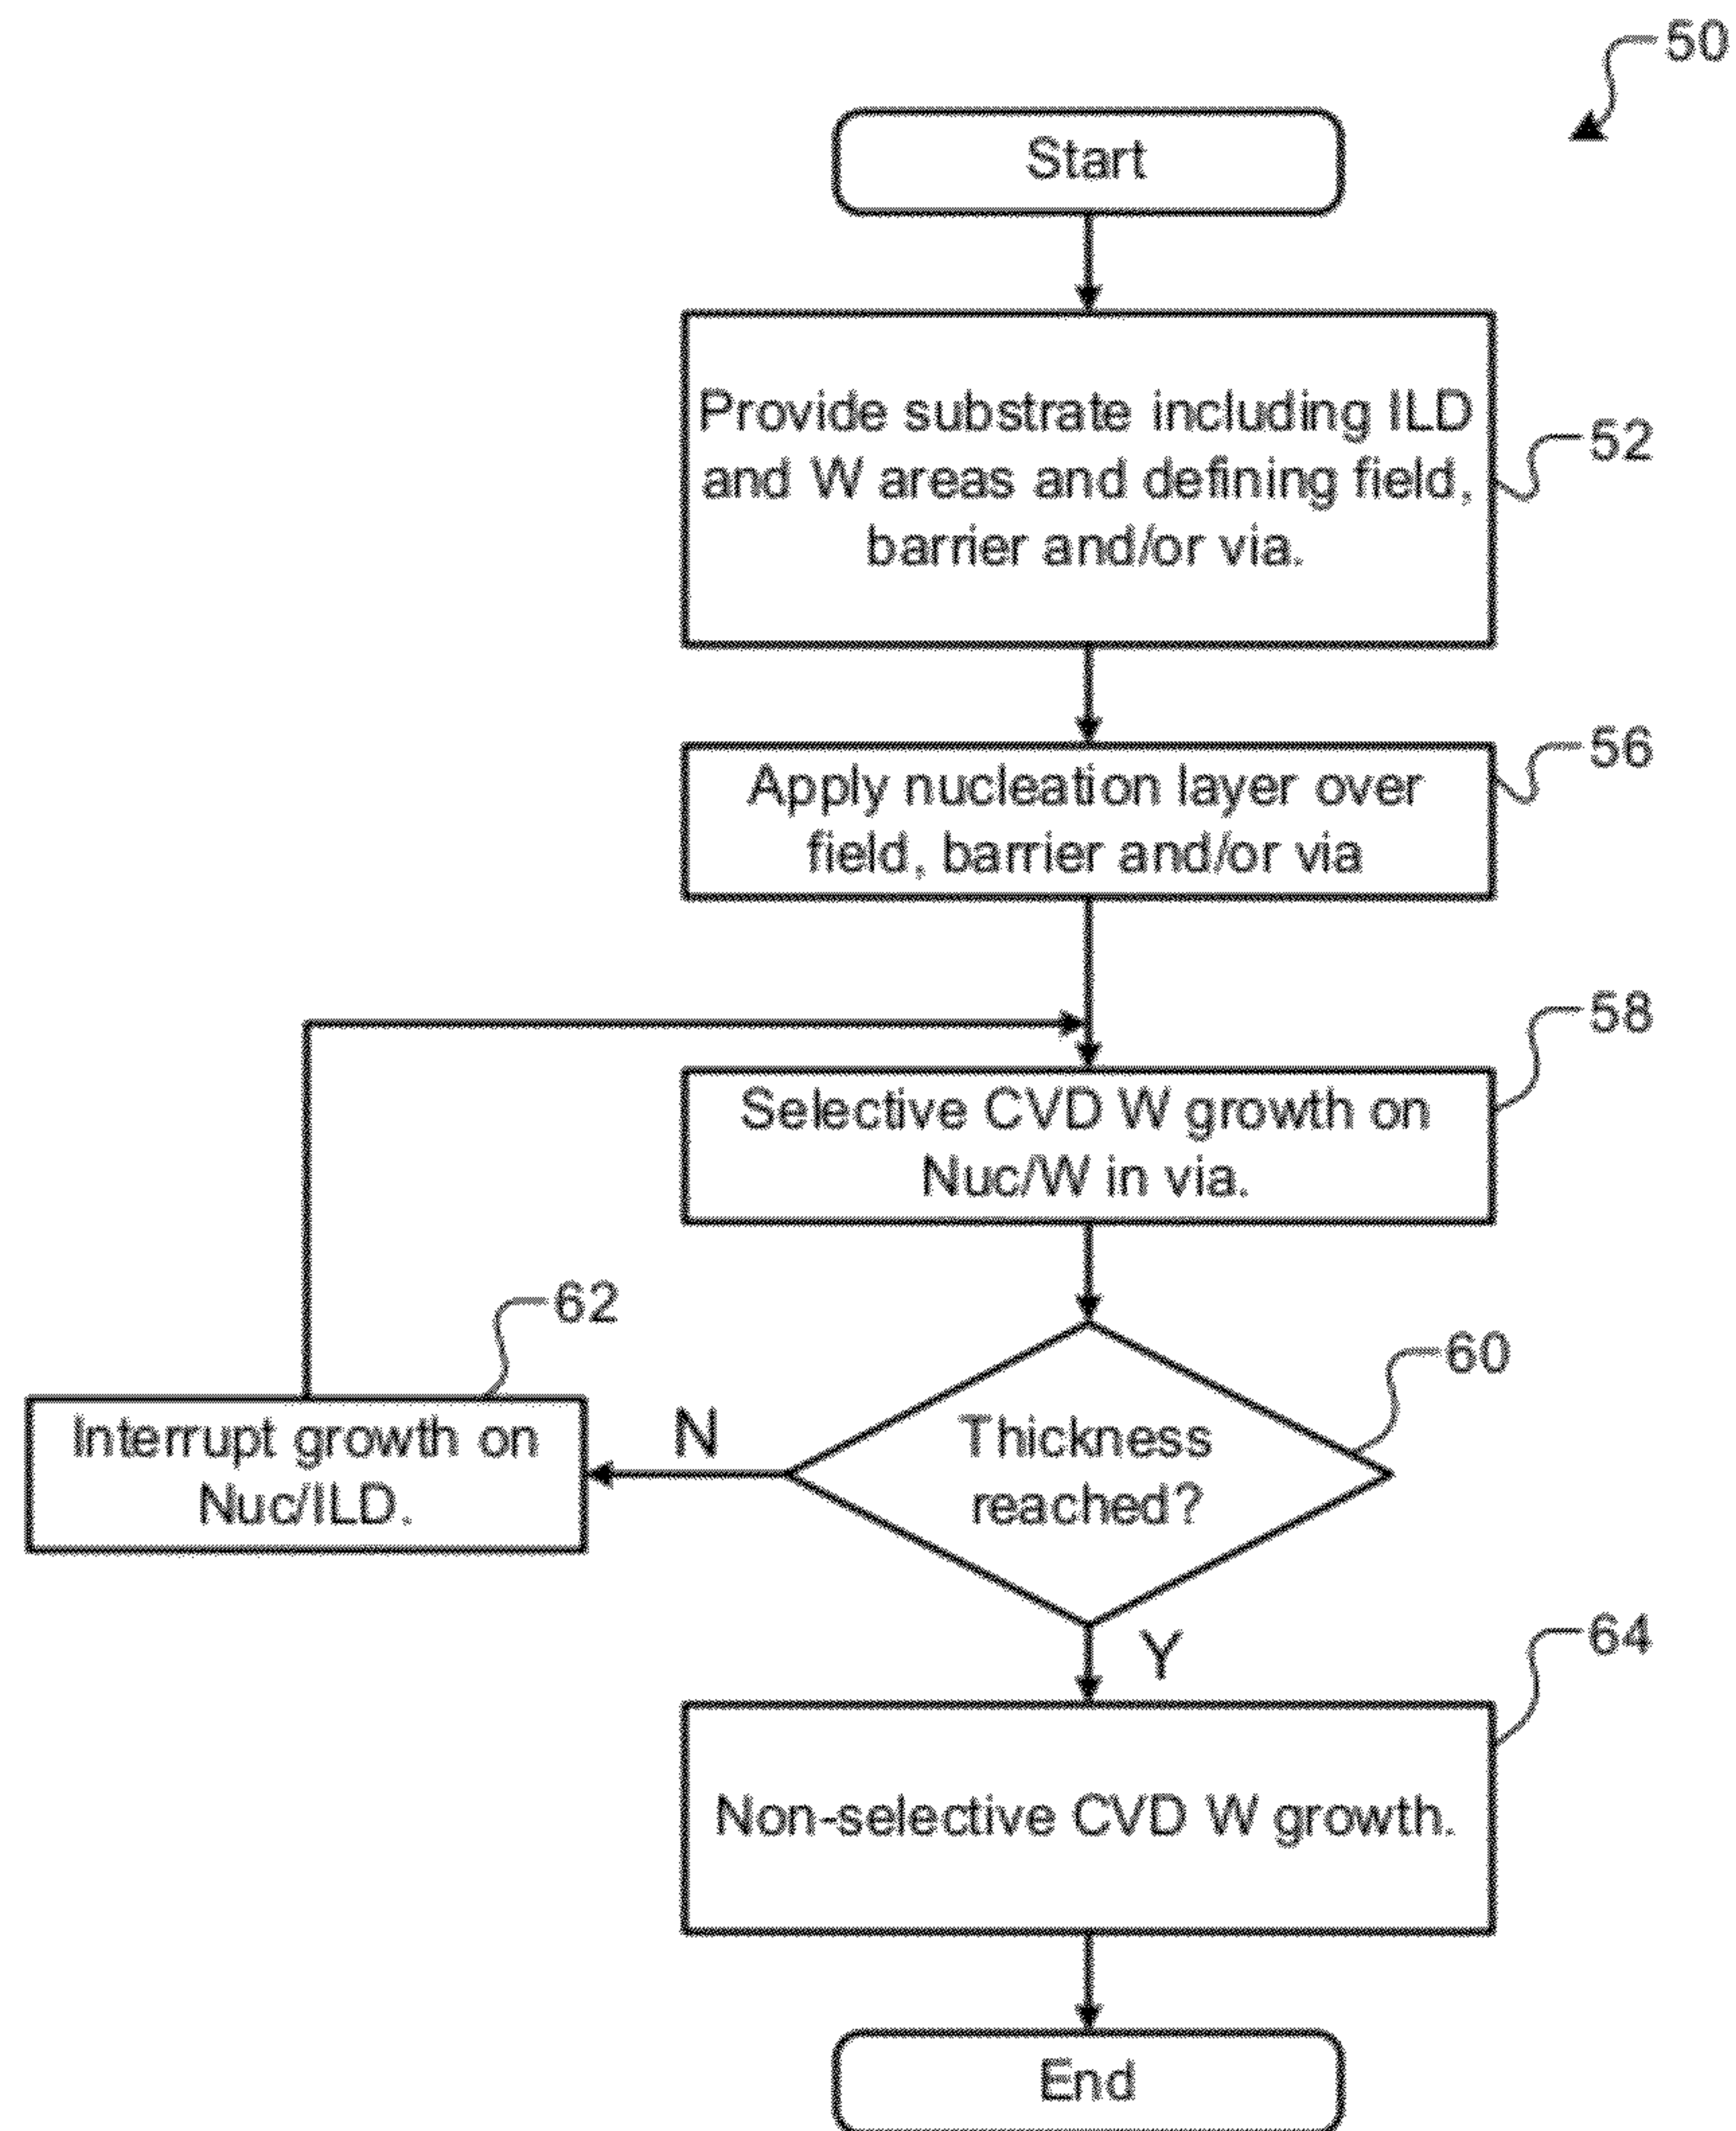 50
Start
Provide substrate including ILD
and W areas and defining field,
barrier and/or via.
52
Apply nucleation layer over
field, barrier and/or via
56
58
Selective CVD W growth on
Nuc/W in via.
62
60
Interrupt growth on
Nuc/ILD.
N
Thickness
reached?
Y
64
Non-selective CVD W growth.
End